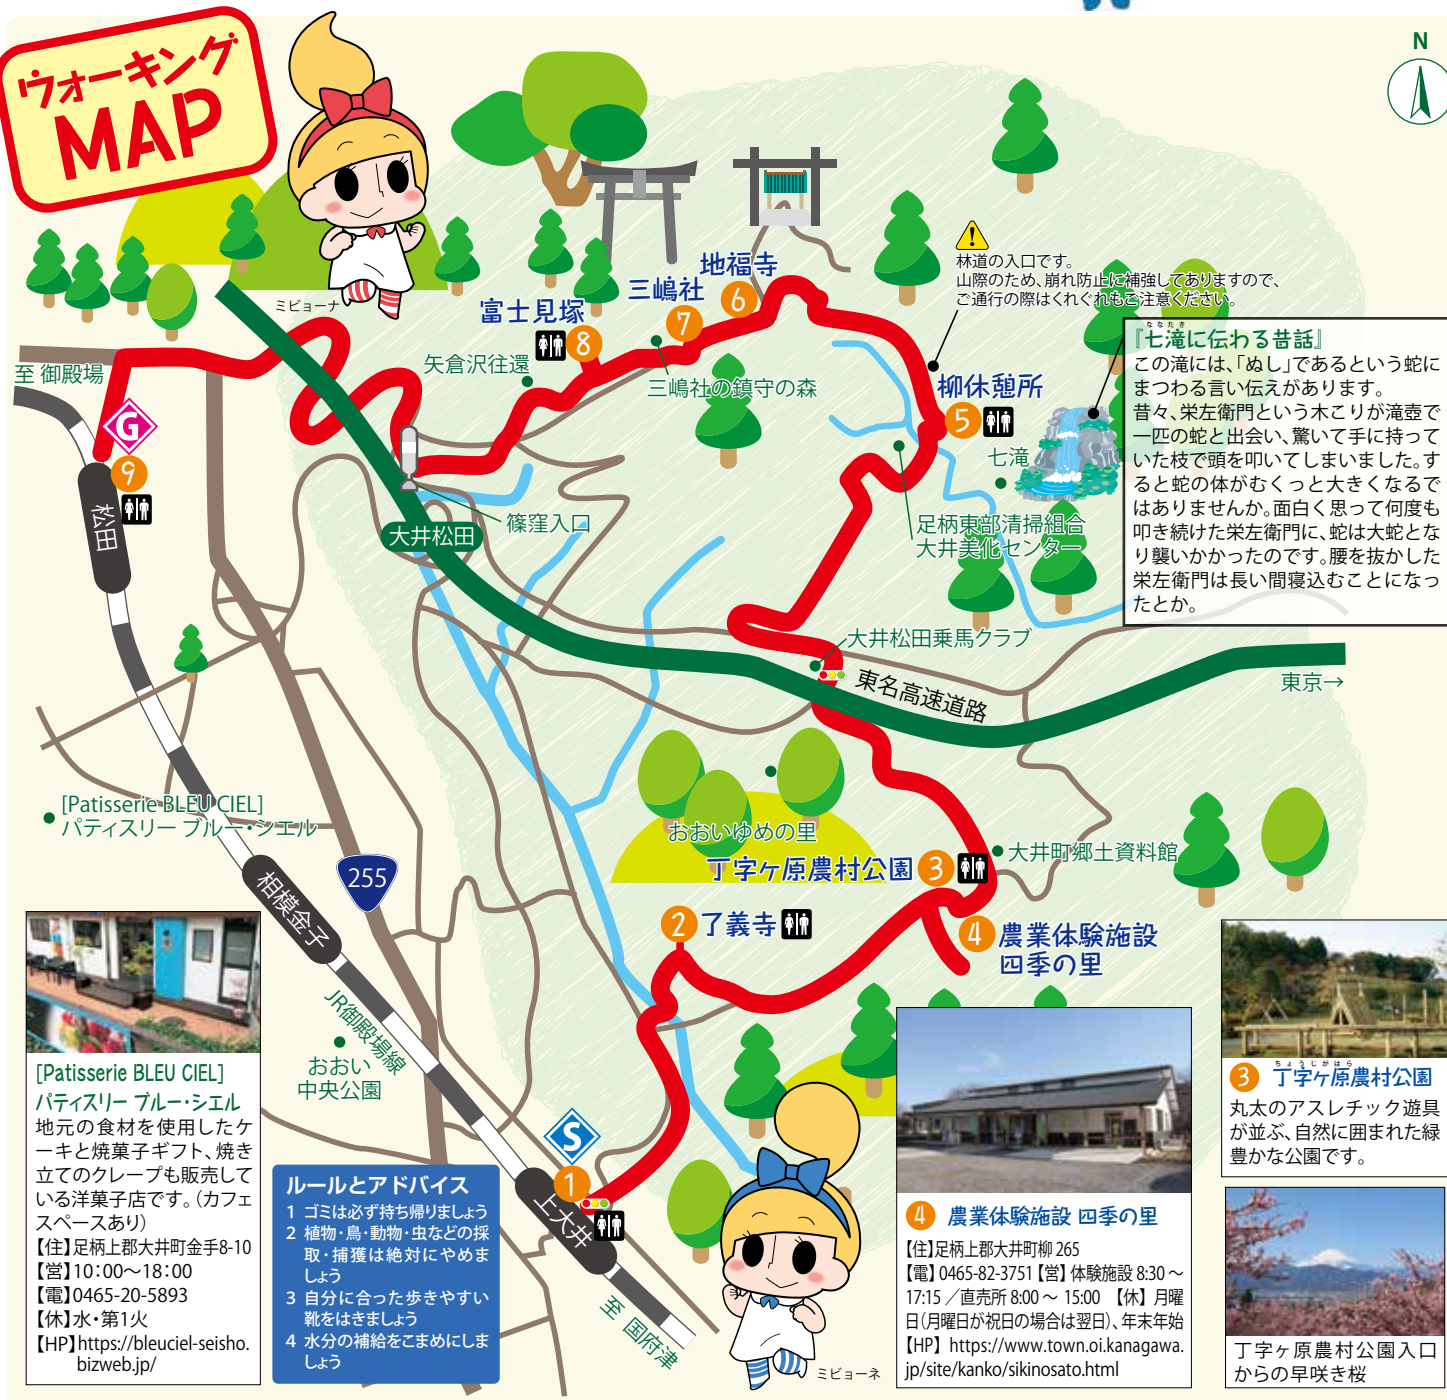 ウォーキング
MAP
N
ミビョーナ
地福寺
6
三嶋社
7
富士見塚
8
矢倉沢往還
三嶋社の鎮守の森
林道の入口です。
山際のため、崩れ防止に補強してありますので、
ご通行の際はくれぐれもご注意ください。
ななたき
『七滝に伝わる昔話』
この滝には、「ぬし」であるという蛇に
まつわる言い伝えがあります。
昔々、栄左衛門という木こりが滝壺で
一匹の蛇と出会い、驚いて手に持って
いた枝で頭を叩いてしまいました。す
ると蛇の体がむくっと大きくなるで
はありませんか。面白く思って何度も
叩き続けた栄左衛門に、蛇は大蛇とな
り襲いかかったのです。腰を抜かした
栄左衛門は長い間寝込むことになっ
たとか。
至 御殿場
G
9
松田
柳休憩所
5
七滝
篠窪入口
大井松田
足柄東部清掃組合
大井美化センター
大井松田乗馬クラブ
東名高速道路
東京→
[Patisserie BLEU CIEL]
パティスリー ブルー・シエル
おおいゆめの里
丁字ヶ原農村公園
3
大井町郷土資料館
相模金子
255
2
了義寺
4
農業体験施設
四季の里
JR御殿場線
おおい
中央公園
S
1
上大井
至 国府津
[Patisserie BLEU CIEL]
パティスリー ブルー・シエル
地元の食材を使用したケ
ーキと焼菓子ギフト、焼き
立てのクレープも販売して
いる洋菓子店です。(カフェ
スペースあり)
【住】足柄上郡大井町金手8-10
【営】10:00〜18:00
【電】0465-20-5893
【休】水・第1火
【HP】https://bleuciel-seisho.
bizweb.jp/
ルールとアドバイス
1 ゴミは必ず持ち帰りましょう
2 植物・鳥・動物・虫などの採
取・捕獲は絶対にやめま
しょう
3 自分に合った歩きやすい
靴をはきましょう
4 水分の補給をこまめにしま
しょう
ミビョーネ
4 農業体験施設 四季の里
【住】足柄上郡大井町柳 265
【電】0465-82-3751【営】体験施設 8:30 〜
17:15 ／直売所 8:00 〜 15:00 【休】月曜
日(月曜日が祝日の場合は翌日)、年末年始
【HP】https://www.town.oi.kanagawa.
jp/site/kanko/sikinosato.html
ちょうじがはら
3 丁字ヶ原農村公園
丸太のアスレチック遊具
が並ぶ、自然に囲まれた緑
豊かな公園です。
丁字ヶ原農村公園入口
からの早咲き桜